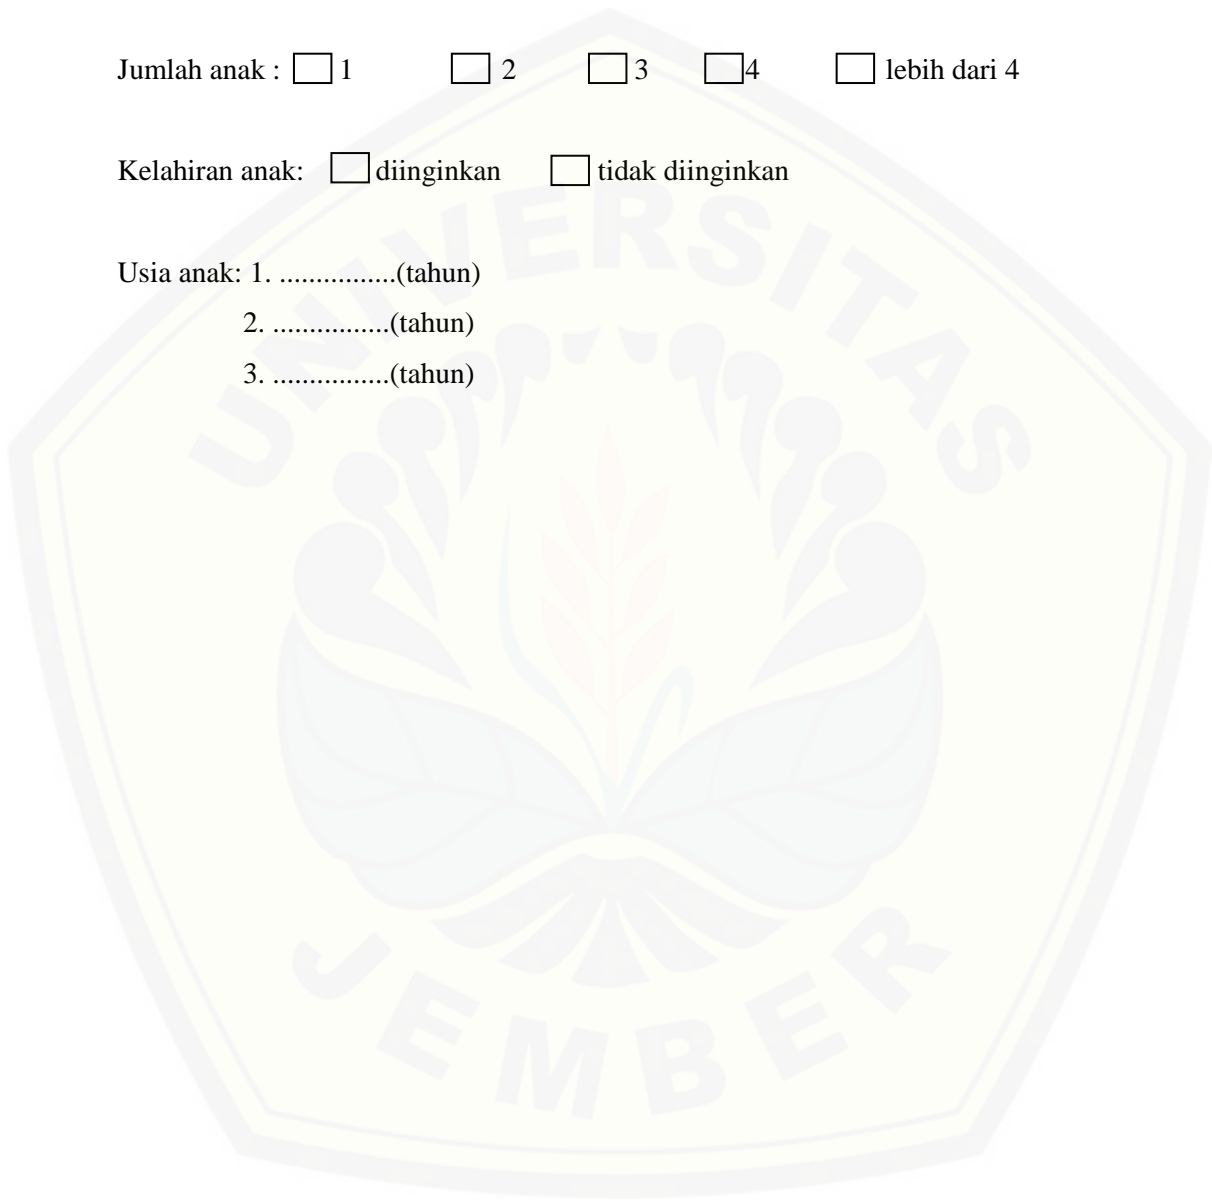 Jumlah anak : 1 2 3 4 lebih dari 4
Kelahiran anak: diinginkan tidak diinginkan
Usia anak: 1. ................(tahun)
2. ................(tahun)
3. ................(tahun)
UNIVERSITAS
JEMBER